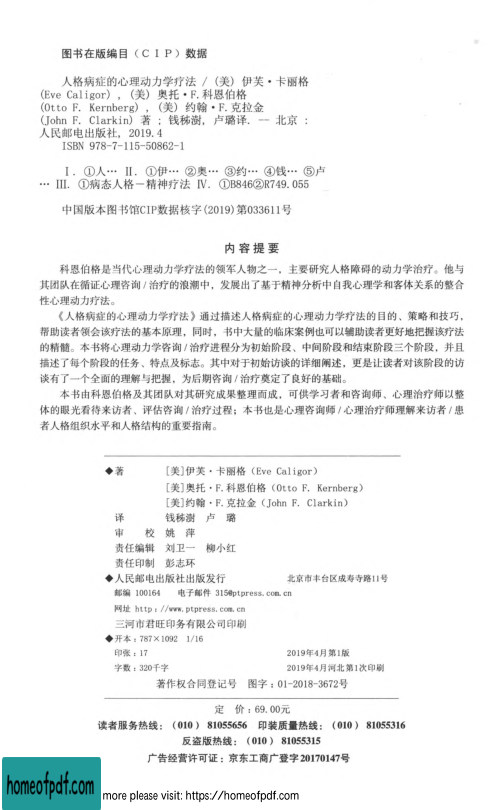 图书在版编目(CIP)数据
人格病症的心理动力学疗法 / (美) 伊芙·卡丽格
(Eve Caligor) , (美) 奥托·F.科恩伯格
(Otto F. Kernberg) , (美) 约翰·F.克拉金
(John F. Clarkin) 著 ; 钱秭澍, 卢璐译. — 北京 :
人民邮电出版社, 2019.4
ISBN 978-7-115-50862-1
Ⅰ. ①人… Ⅱ. ①伊… ②奥… ③约… ④钱… ⑤卢
… Ⅲ. ①病态人格－精神疗法 Ⅳ. ①B846②R749.055
中国版本图书馆CIP数据核字(2019)第033611号
内容提要
科恩伯格是当代心理动力学疗法的领军人物之一，主要研究人格障碍的动力学治疗。他与
其团队在循证心理咨询/治疗的浪潮中，发展出了基于精神分析中自我心理学和客体关系的整合
性心理动力疗法。
《人格病症的心理动力学疗法》通过描述人格病症的心理动力学疗法的目的、策略和技巧，
帮助读者领会该疗法的基本原理，同时，书中大量的临床案例也可以辅助读者更好地把握该疗法
的精髓。本书将心理动力学咨询/治疗进程分为初始阶段、中间阶段和结束阶段三个阶段，并且
描述了每个阶段的任务、特点及标志。其中对于初始访谈的详细阐述，更是让读者对该阶段的访
谈有了一个全面的理解与把握，为后期咨询/治疗奠定了良好的基础。
本书由科恩伯格及其团队对其研究成果整理而成，可供学习者和咨询师、心理治疗师以整
体的眼光看待来访者、评估咨询/治疗过程；本书也是心理咨询师/心理治疗师理解来访者/患
者人格组织水平和人格结构的重要指南。
◆著 [美]伊芙·卡丽格（Eve Caligor）
[美]奥托·F.科恩伯格（Otto F. Kernberg）
[美]约翰·F.克拉金（John F. Clarkin）
译 钱秭澍 卢 璐
审 校 姚 萍
责任编辑 刘卫一 柳小红
责任印制 彭志环
◆人民邮电出版社出版发行 北京市丰台区成寿寺路11号
邮编 100164 电子邮件 315@ptpress.com.cn
网址 http://www.ptpress.com.cn
三河市君旺印务有限公司印刷
◆开本：787×1092 1/16
印张：17 2019年4月第1版
字数：320千字 2019年4月河北第1次印刷
著作权合同登记号 图字：01-2018-3672号
定 价：69.00元
读者服务热线：(010) 81055656 印装质量热线：(010) 81055316
反盗版热线：(010) 81055315
广告经营许可证：京东工商广登字20170147号
homeofpdf.com more please visit: https://homeofpdf.com